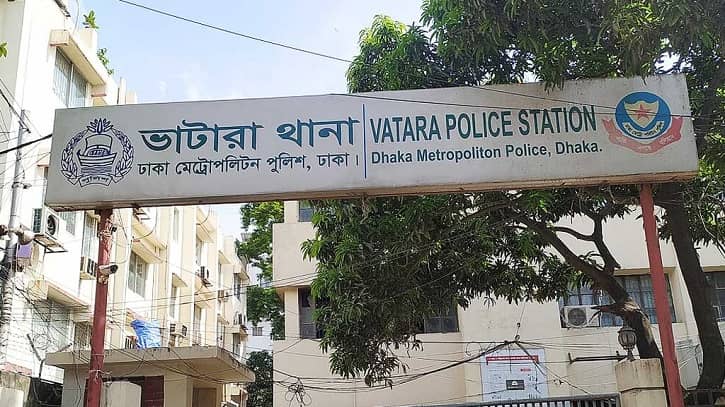 ভাটারা থানা
ঢাকা মেট্রোপলিটন পুলিশ, ঢাকা।
VATARA POLICE STATION
Dhaka Metropoliton Police, Dhaka.